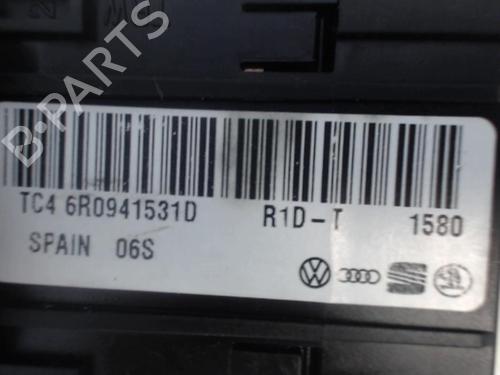 B-PARTS
TC4 6R0941531D R1D-T 1580
SPAIN 06S